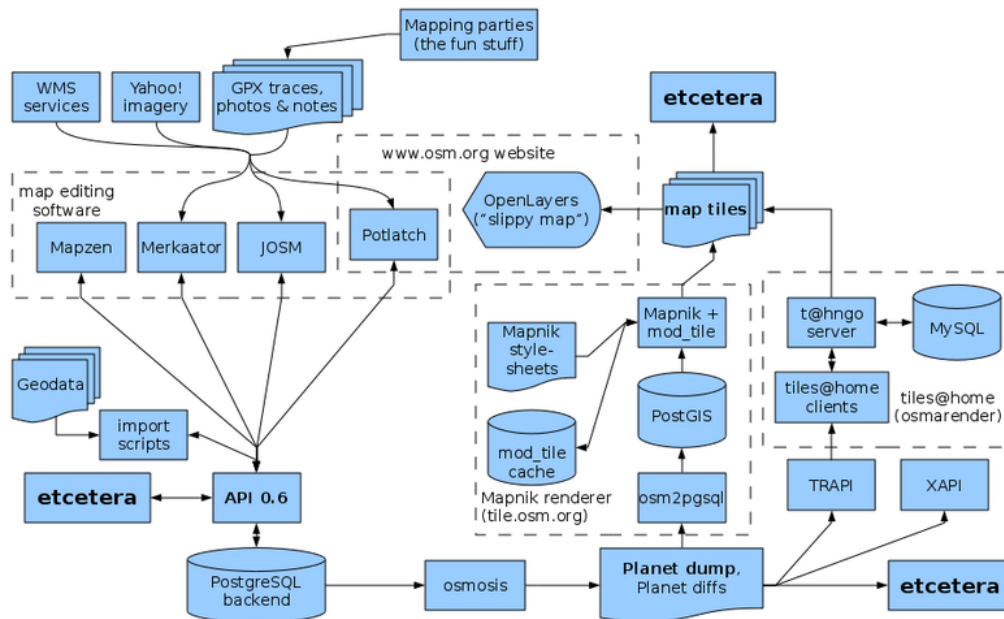 Mapping parties
(the fun stuff)
WMS
services
Yahoo!
imagery
GPX traces,
photos & notes
etcetera
www.osm.org website
map editing
software
OpenLayers
("slippy map")
map tiles
Mapzen
Merkaator
JOSM
Potlatch
Mapnik
style-
sheets
Mapnik +
mod_tile
t@hngo
server
MySQL
Geodata
import
scripts
PostGIS
tiles@home
clients
tiles@home
(osmarender)
mod_tile
cache
etcetera
API 0.6
Mapnik renderer
(tile.osm.org)
osm2pgsql
TRAPI
XAPI
PostgreSQL
backend
osmosis
Planet dump,
Planet diffs
etcetera